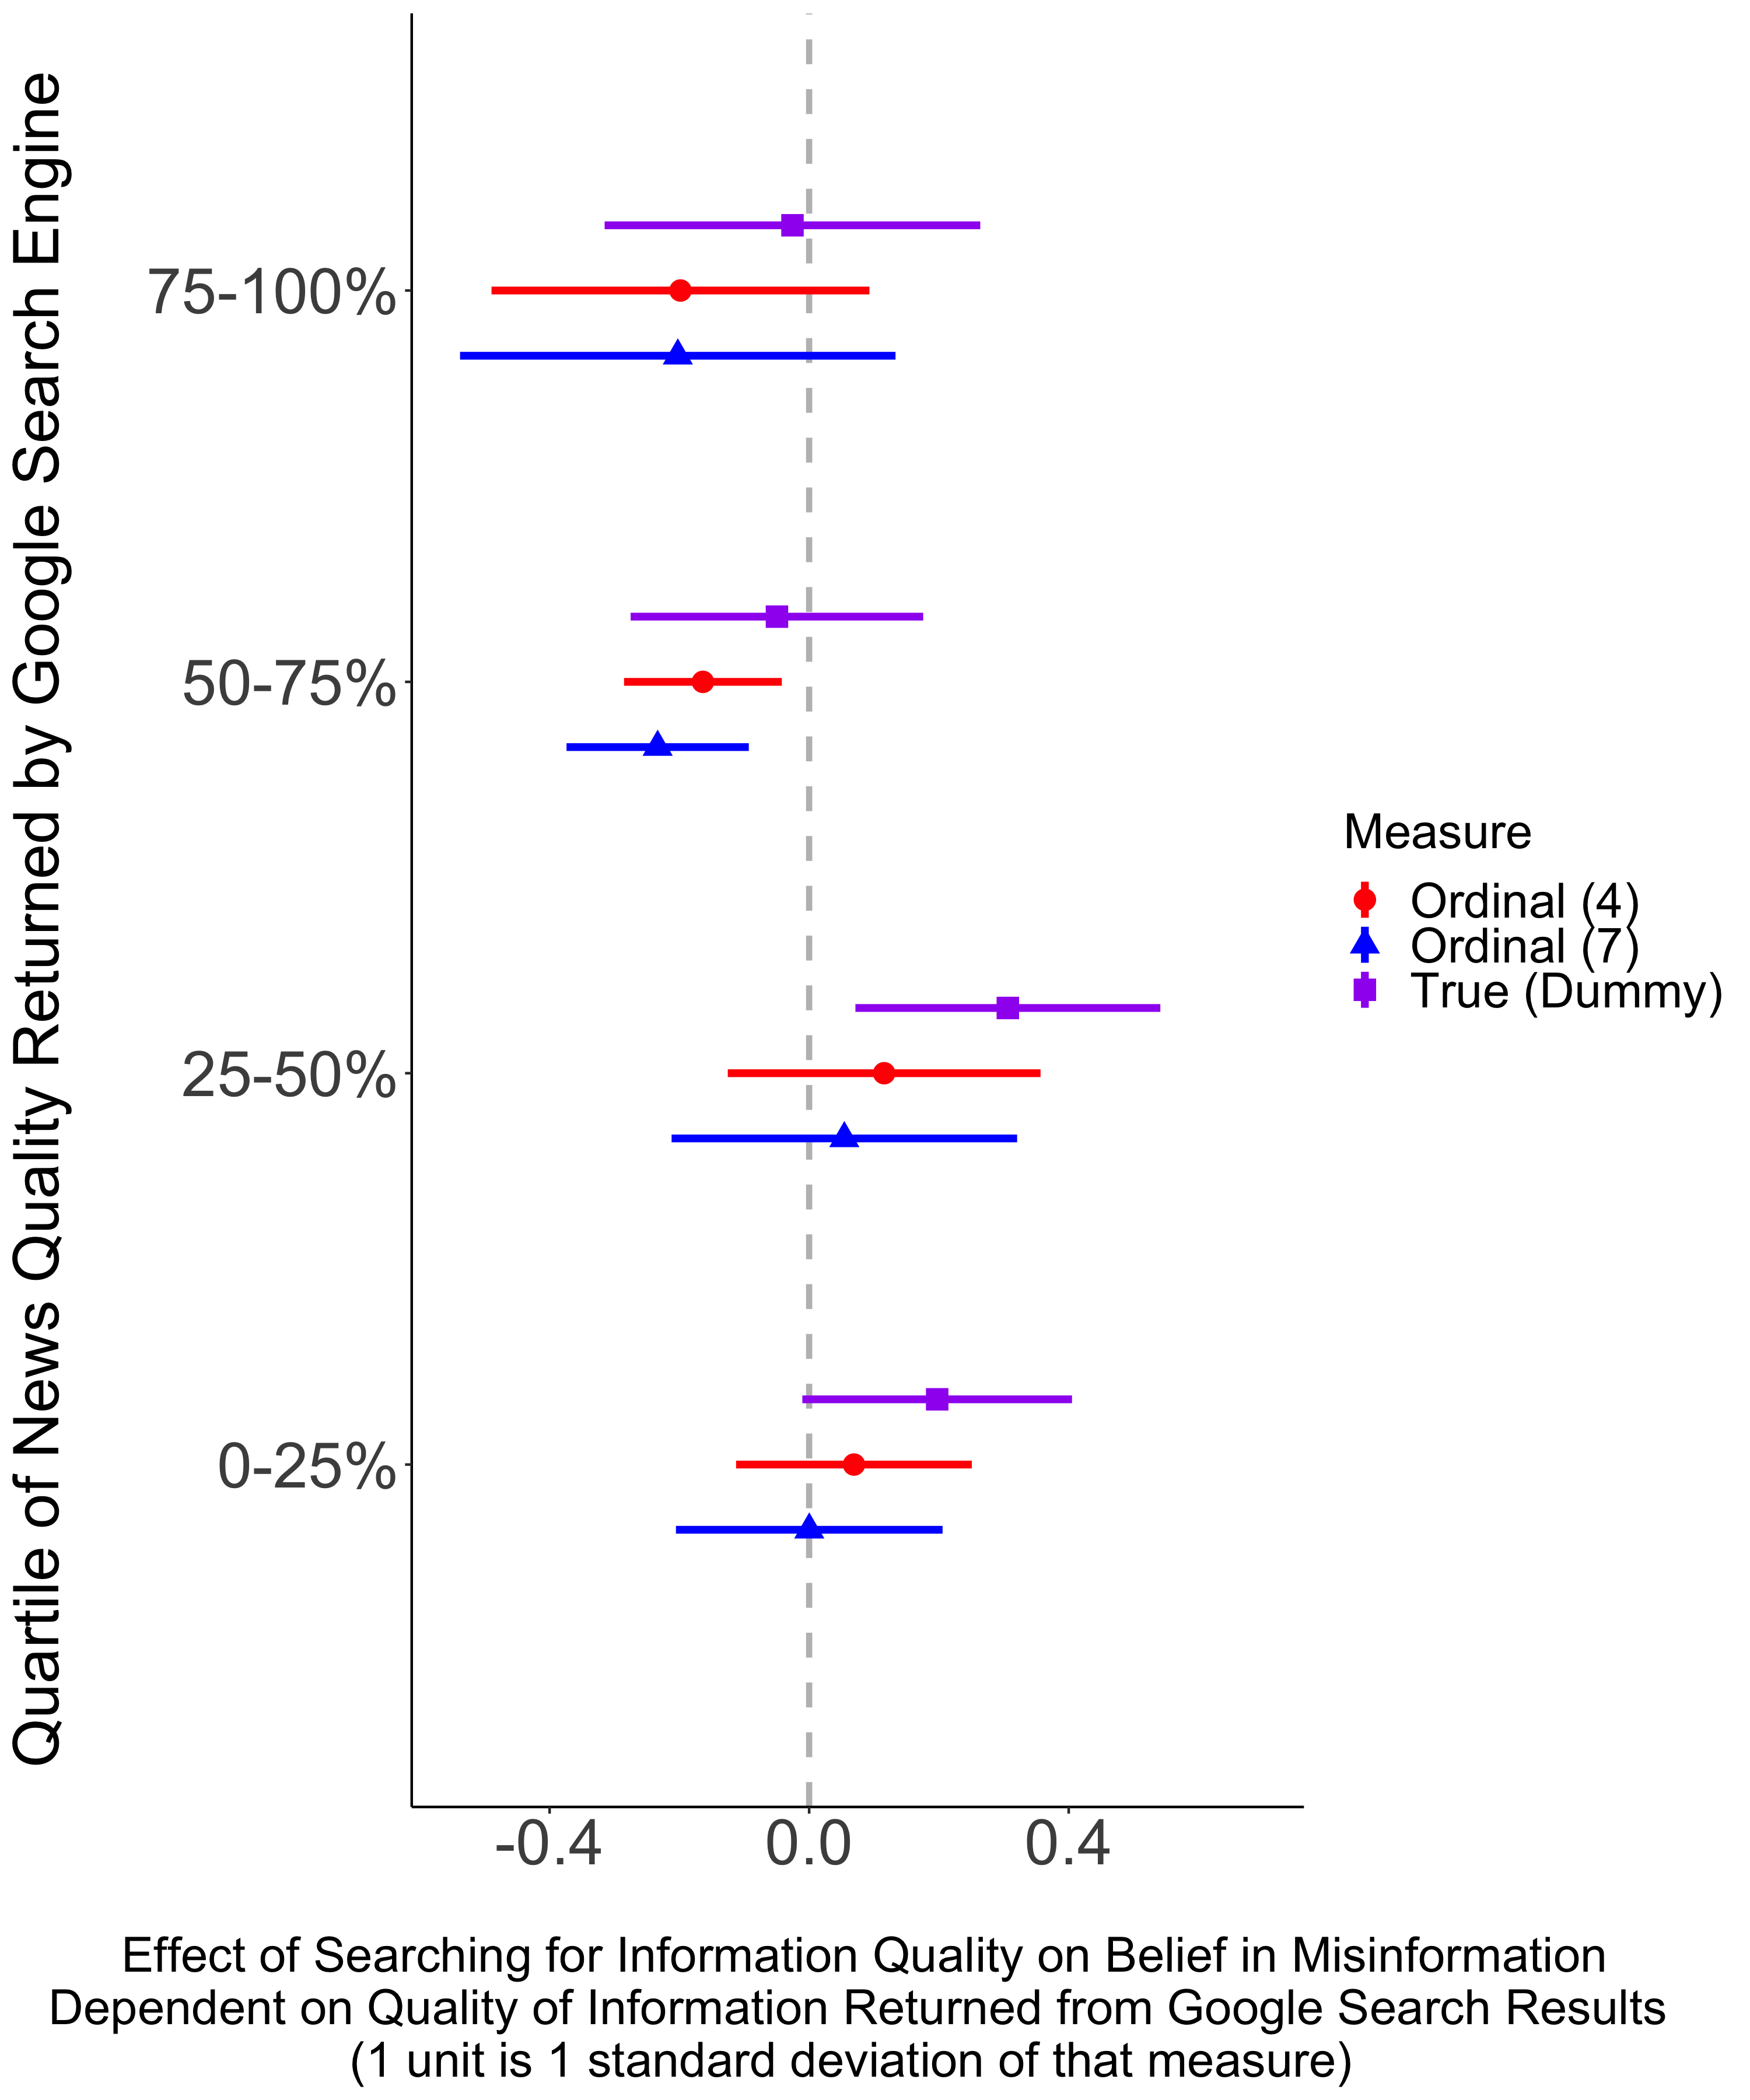 Quartile of News Quality Returned by Google Search Engine
75-100%
50-75%
25-50%
0-25%
-0.4
0.0
0.4
Effect of Searching for Information Quality on Belief in Misinformation
Dependent on Quality of Information Returned from Google Search Results
(1 unit is 1 standard deviation of that measure)
Measure
Ordinal (4)
Ordinal (7)
True (Dummy)